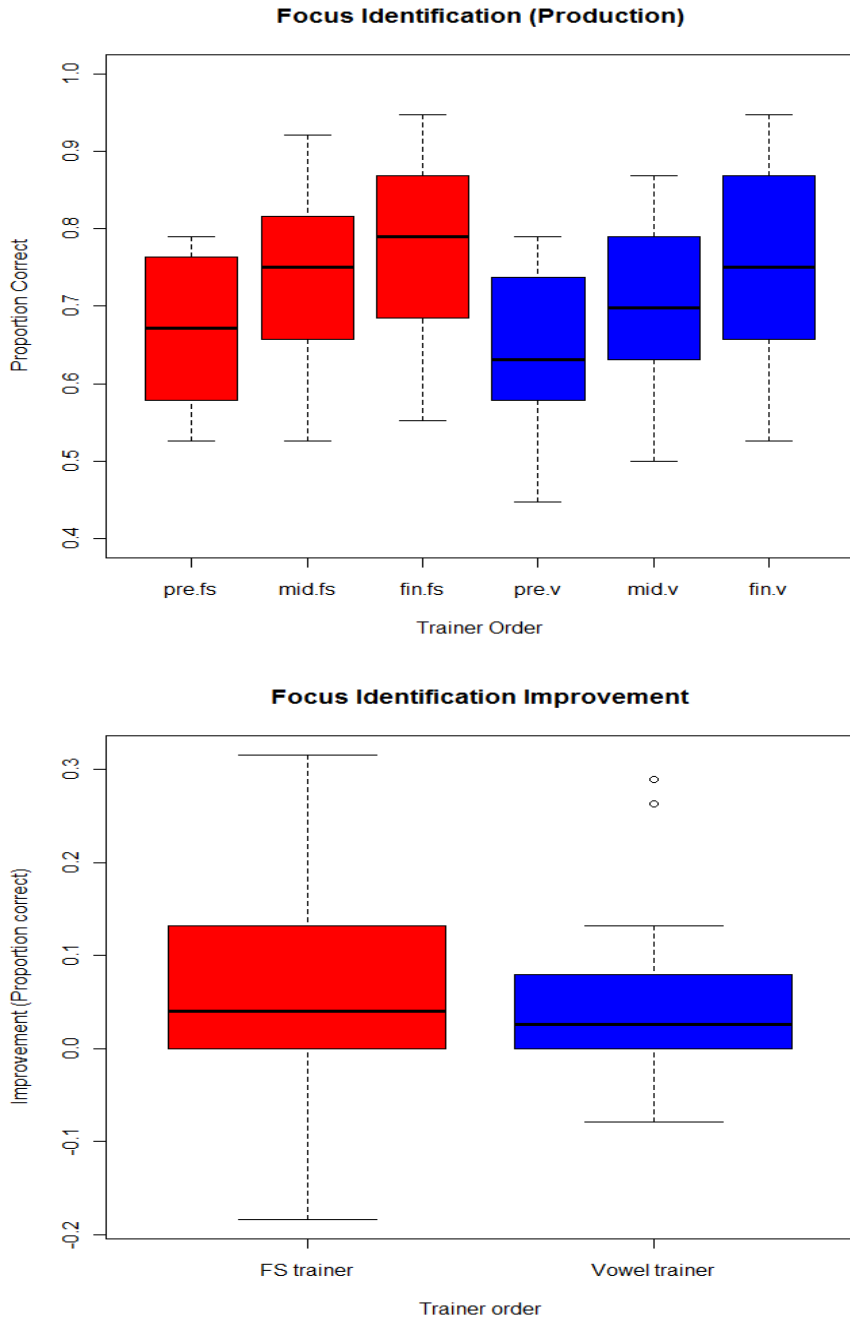 Focus Identification (Production)
Proportion Correct
1.0
0.9
0.8
0.7
0.6
0.5
0.4
pre.fs mid.fs fin.fs pre.v mid.v fin.v
Trainer Order
Focus Identification Improvement
Improvement (Proportion correct)
0.3
0.2
0.1
0.0
-0.1
-0.2
FS trainer Vowel trainer
Trainer order